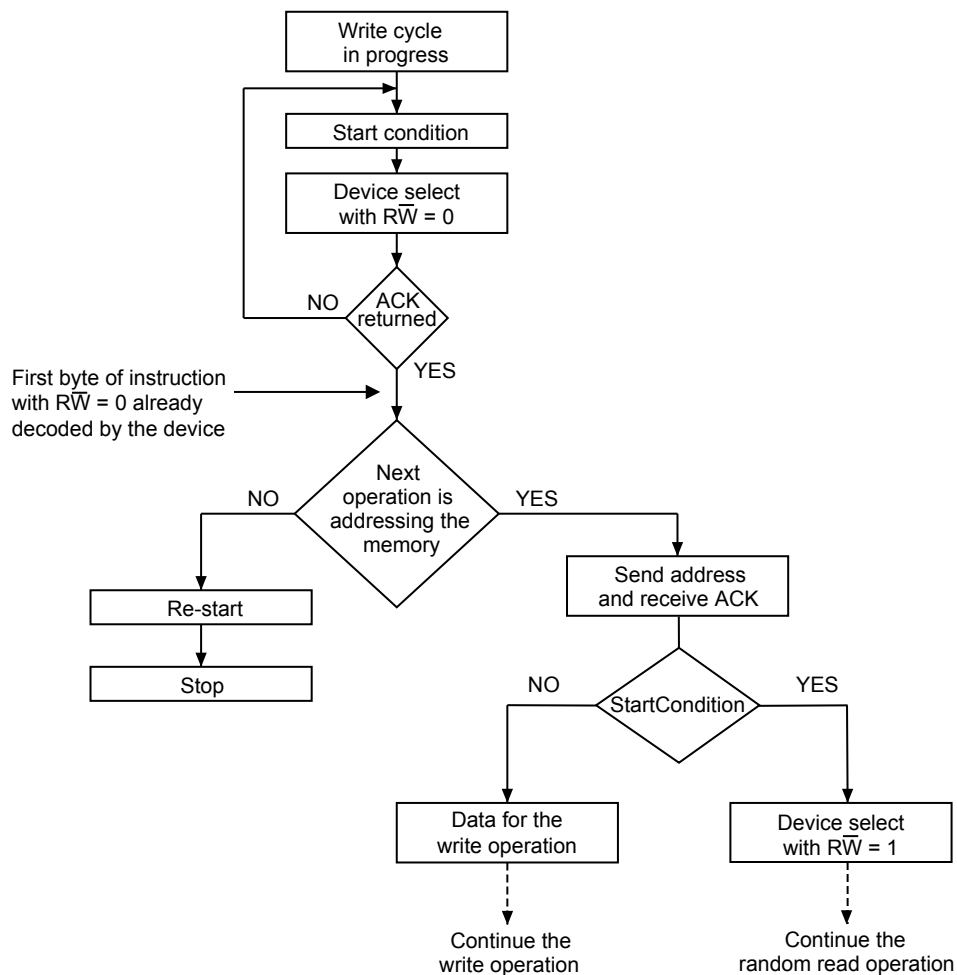 Write cycle
in progress
Start condition
Device select
with RW̅ = 0
NO
ACK
returned
YES
First byte of instruction
with RW̅ = 0 already
decoded by the device
Next
operation is
addressing the
memory
NO
YES
Re-start
Stop
Send address
and receive ACK
StartCondition
NO
YES
Data for the
write operation
Device select
with RW̅ = 1
Continue the
write operation
Continue the
random read operation